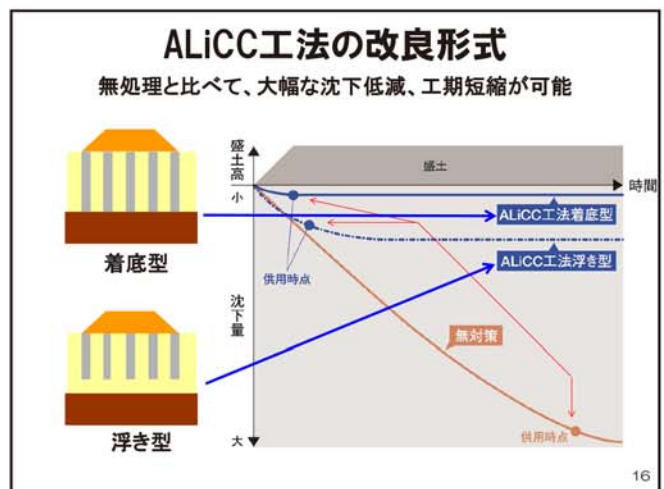 ALiCC工法の改良形式
無処理と比べて、大幅な沈下低減、工期短縮が可能
着底型
浮き型
盛土高
小
沈下量
大
盛土
時間
ALiCC工法着底型
ALiCC工法浮き型
供用時点
無対策
供用時点
16